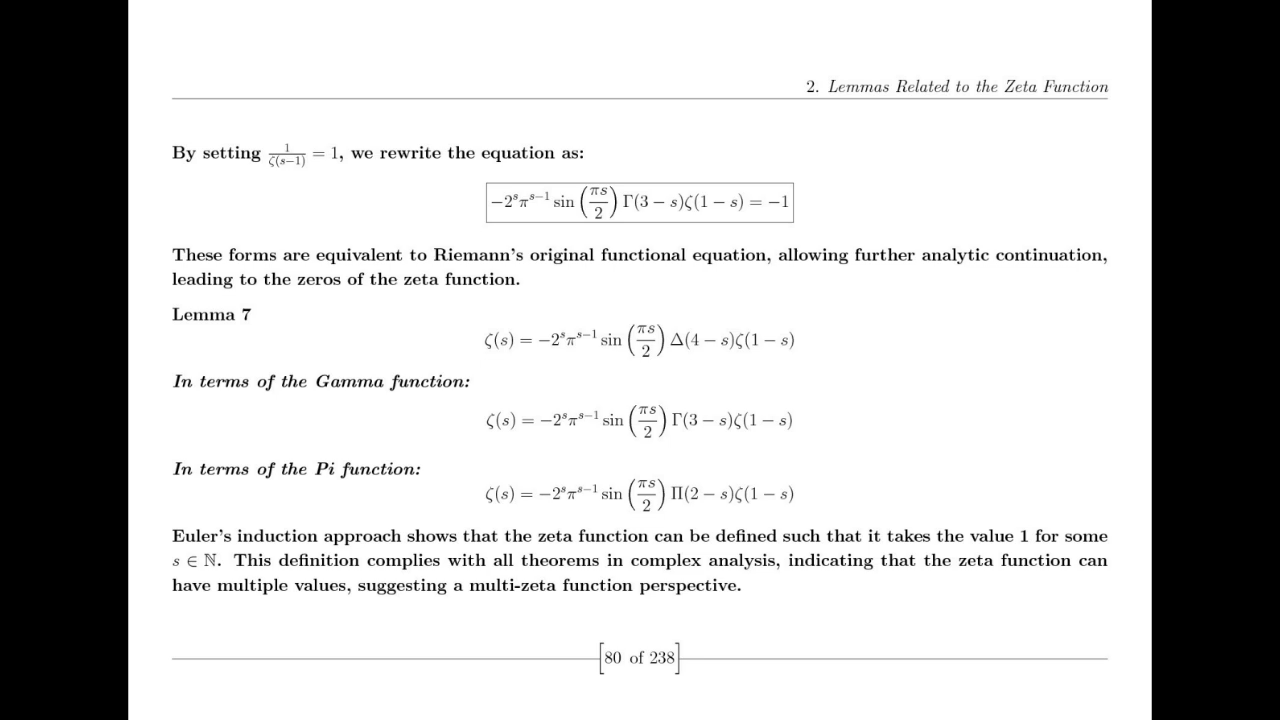 2. Lemmas Related to the Zeta Function
By setting \frac{1}{ζ(s−1)} = 1, we rewrite the equation as:
−2^s π^{s−1} sin(\frac{πs}{2}) Γ(3 − s)ζ(1 − s) = −1
These forms are equivalent to Riemann's original functional equation, allowing further analytic continuation,
leading to the zeros of the zeta function.
Lemma 7
ζ(s) = −2^s π^{s−1} sin(\frac{πs}{2}) Δ(4 − s)ζ(1 − s)
In terms of the Gamma function:
ζ(s) = −2^s π^{s−1} sin(\frac{πs}{2}) Γ(3 − s)ζ(1 − s)
In terms of the Pi function:
ζ(s) = −2^s π^{s−1} sin(\frac{πs}{2}) Π(2 − s)ζ(1 − s)
Euler's induction approach shows that the zeta function can be defined such that it takes the value 1 for some
s ∈ ℕ. This definition complies with all theorems in complex analysis, indicating that the zeta function can
have multiple values, suggesting a multi-zeta function perspective.
[80 of 238]